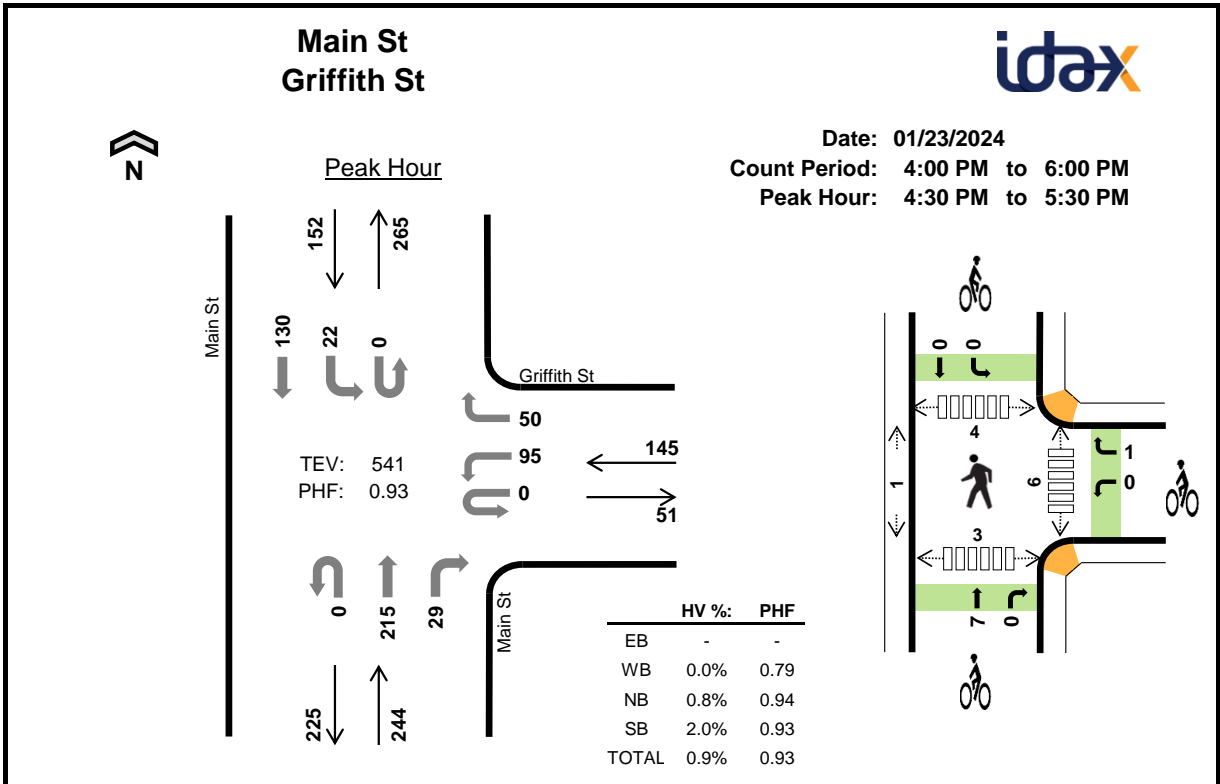 Main St
Griffith St
idax
N
Peak Hour
Date: 01/23/2024
Count Period: 4:00 PM to 6:00 PM
Peak Hour: 4:30 PM to 5:30 PM
152
265
Main St
130
22
0
Griffith St
50
95
0
145
51
TEV: 541
PHF: 0.93
0
215
29
Main St
225
244
HV %: PHF
EB - -
WB 0.0% 0.79
NB 0.8% 0.94
SB 2.0% 0.93
TOTAL 0.9% 0.93
0
0
4
1
6
1
0
3
7
0